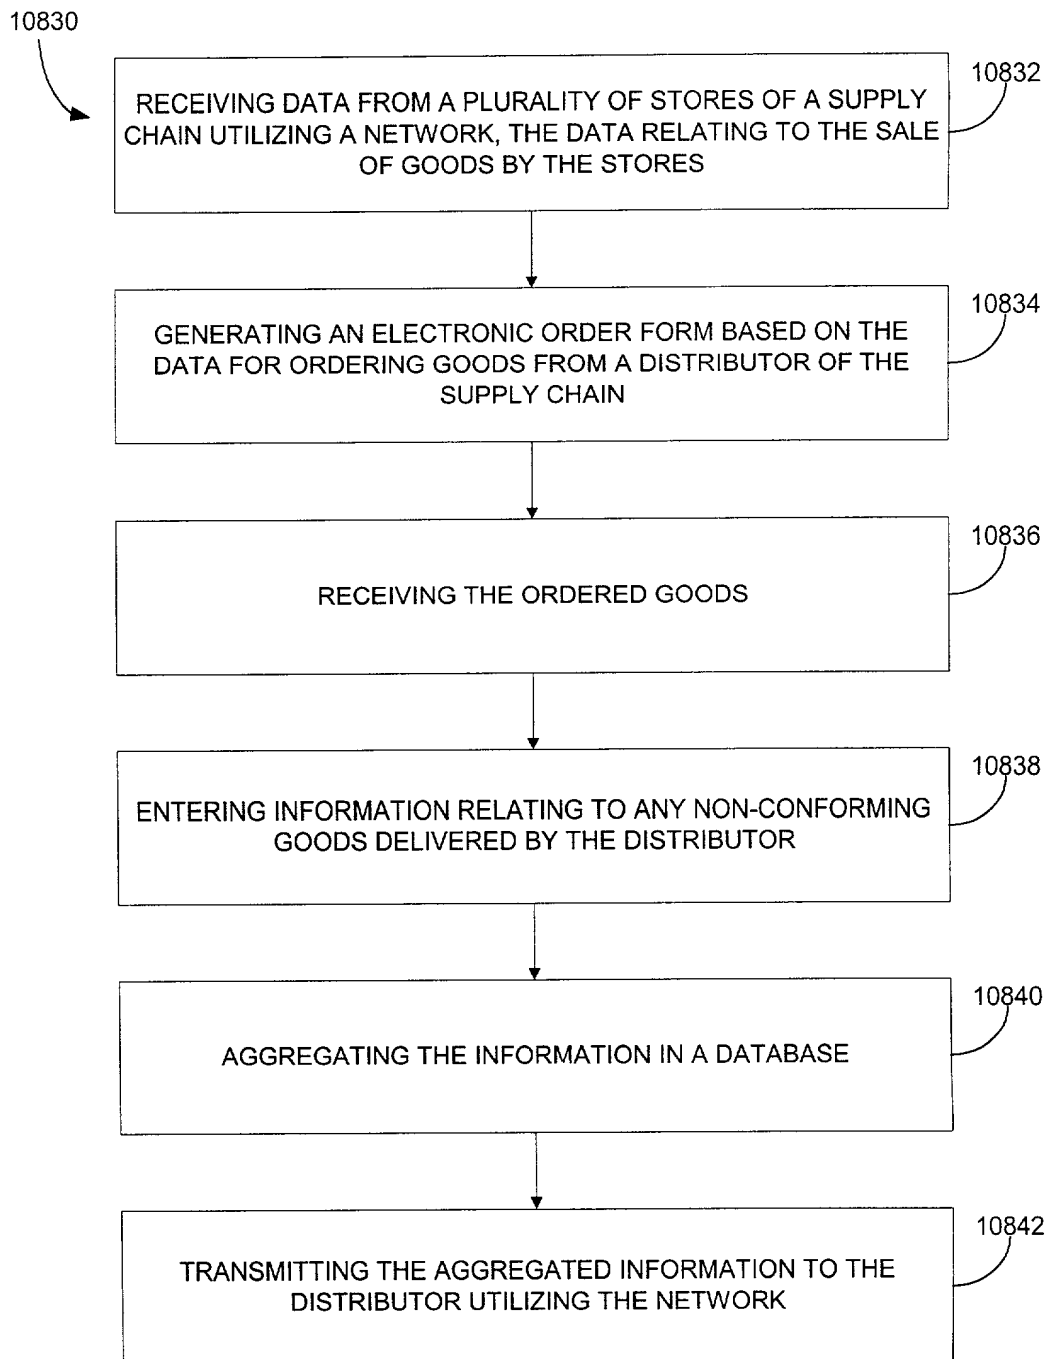 10830
10832
RECEIVING DATA FROM A PLURALITY OF STORES OF A SUPPLY
CHAIN UTILIZING A NETWORK, THE DATA RELATING TO THE SALE
OF GOODS BY THE STORES
10834
GENERATING AN ELECTRONIC ORDER FORM BASED ON THE
DATA FOR ORDERING GOODS FROM A DISTRIBUTOR OF THE
SUPPLY CHAIN
10836
RECEIVING THE ORDERED GOODS
10838
ENTERING INFORMATION RELATING TO ANY NON-CONFORMING
GOODS DELIVERED BY THE DISTRIBUTOR
10840
AGGREGATING THE INFORMATION IN A DATABASE
10842
TRANSMITTING THE AGGREGATED INFORMATION TO THE
DISTRIBUTOR UTILIZING THE NETWORK